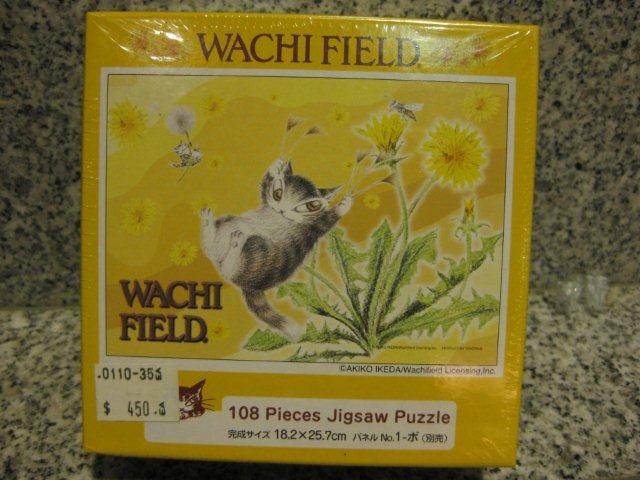 WACHI FIELD
WACHI
FIELD.
©AKIKO IKEDA/Wachifield Licensing,Inc.
.0110-35
$ 450.
108 Pieces Jigsaw Puzzle
完成サイズ 18.2×25.7cm パネル No.1-ボ(別売)